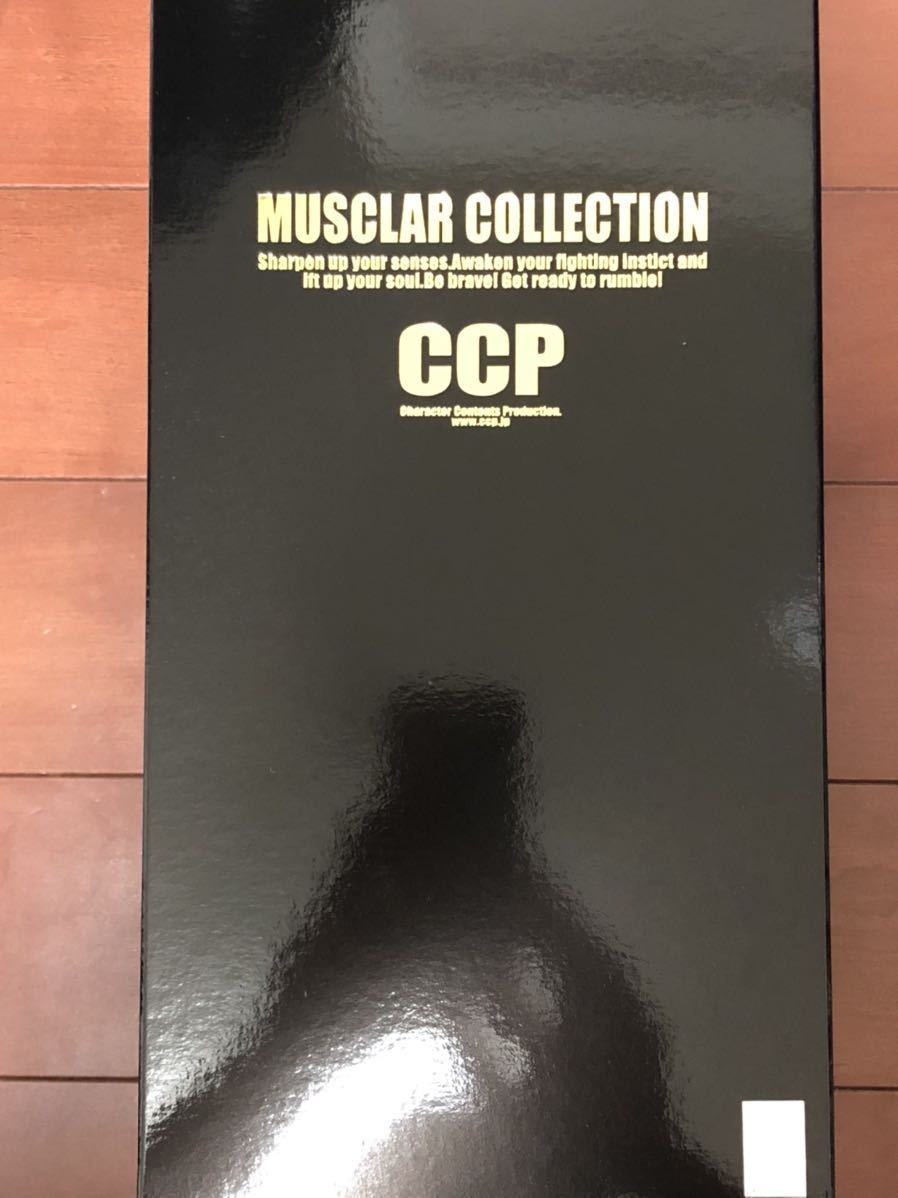 MUSCLAR COLLECTION
Sharpen up your senses.Awaken your fighting instict and
ift up your soul.Be brave! Get ready to rumble!
CCP
Character Contents Production.
www.ccp.jp